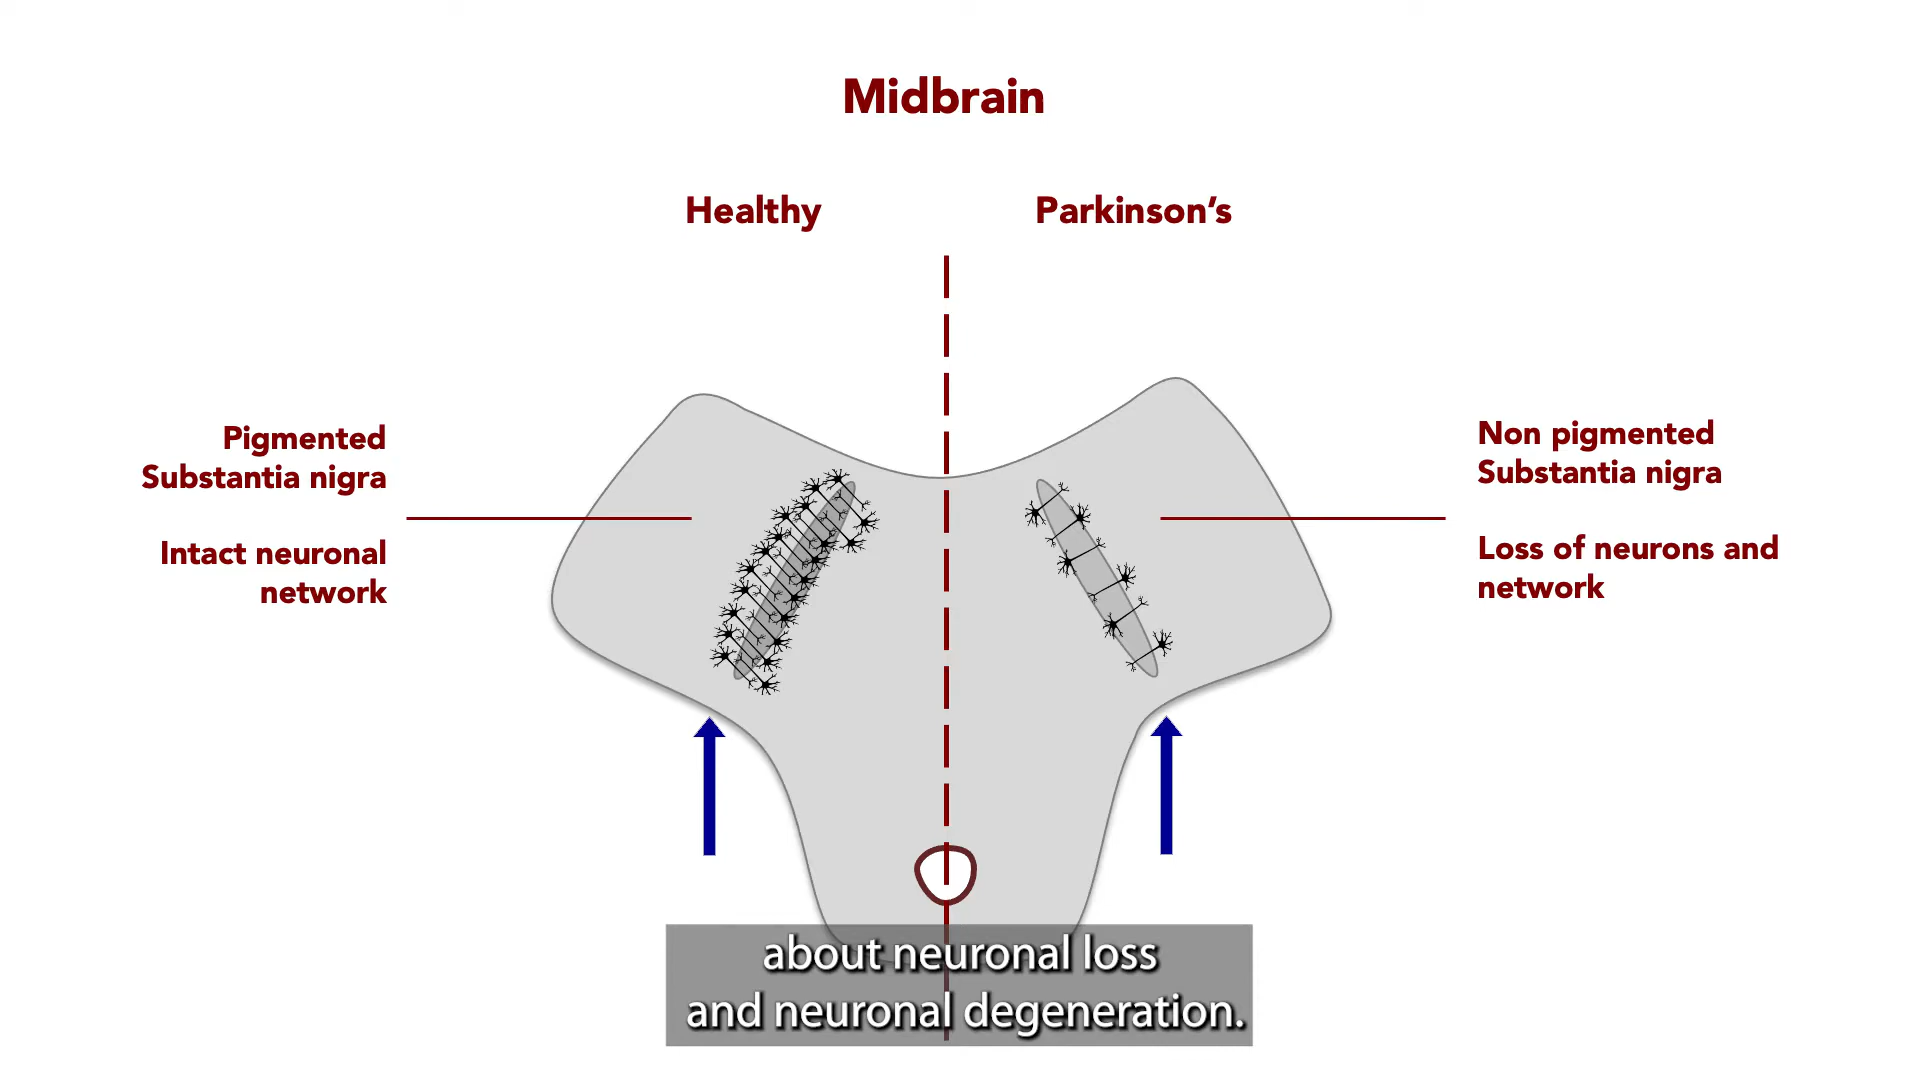 Midbrain
Healthy
Parkinson’s
Pigmented
Substantia nigra
Intact neuronal
network
Non pigmented
Substantia nigra
Loss of neurons and
network
about neuronal loss
and neuronal degeneration.